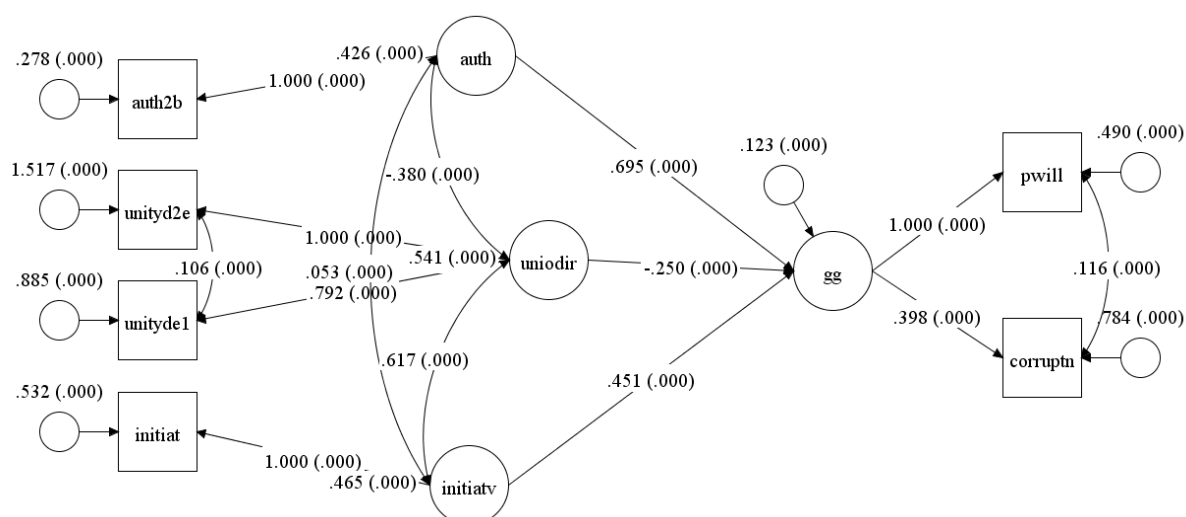 .278 (.000)
auth2b
1.517 (.000)
unityd2e
.885 (.000)
unityde1
.532 (.000)
initiat
1.000 (.000)
.426 (.000)
auth
-.380 (.000)
1.000 (.000)
.541 (.000)
uniodir
.053 (.000)
.106 (.000)
.792 (.000)
.617 (.000)
1.000 (.000)
.465 (.000)
initiatv
.695 (.000)
-.250 (.000)
.451 (.000)
.123 (.000)
gg
1.000 (.000)
.398 (.000)
pwill
.490 (.000)
.116 (.000)
corruptn
.784 (.000)